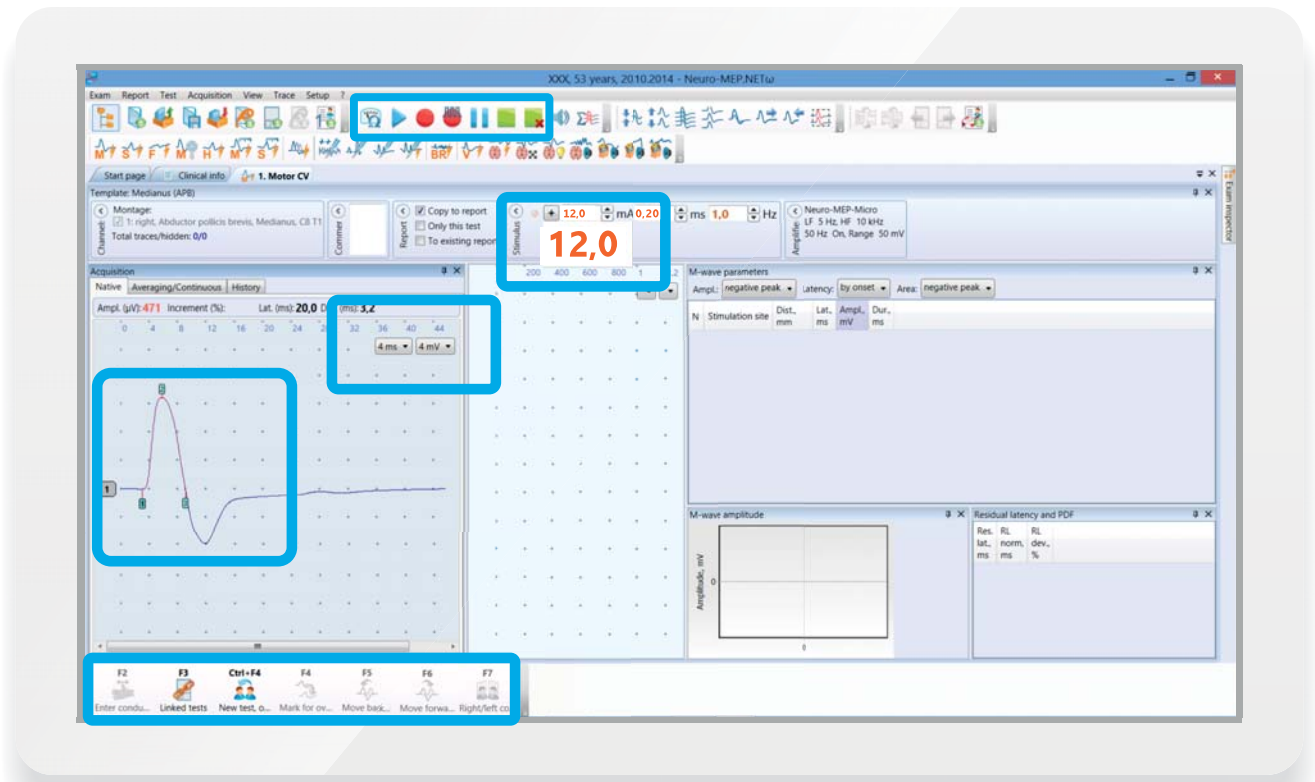 XXX, 53 years, 20.10.2014 - Neuro-MEP.NETω
Exam Report Test Acquisition View Trace Setup ?
M S F M H M S BR V
Start page Clinical info 1. Motor CV
Template: Medianus (APB)
Channel:
Montage:
1: right, Abductor pollicis brevis, Medianus, C8 T1
Total traces/hidden: 0/0
Commer
Report
Copy to report
Only this test
To existing report
Stimulus
12,0 mA 0,20 ms 1,0 Hz
12,0
Amplifie
Neuro-MEP-Micro
LF 5 Hz, HF 10 kHz
50 Hz On, Range 50 mV
Exam inspector
Acquisition
Native Averaging/Continuous History
Ampl. (μV):471 Increment (%): Lat. (ms):20,0 D (ms):3,2
0 4 8 12 16 20 24 2 32 36 40 44
4 ms 4 mV
1
200 400 600 800 1 .2
M-wave parameters
Ampl.: negative peak Latency: by onset Area: negative peak
N Stimulation site Dist., mm Lat., ms Ampl., mV Dur., ms
M-wave amplitude
Amplitude, mV
0
0
Residual latency and PDF
Res. lat., ms RL norm, ms RL dev., %
F2 F3 Ctrl+F4 F4 F5 F6 F7
Enter condu... Linked tests New test, o... Mark for ov... Move back... Move forwa... Right/left co